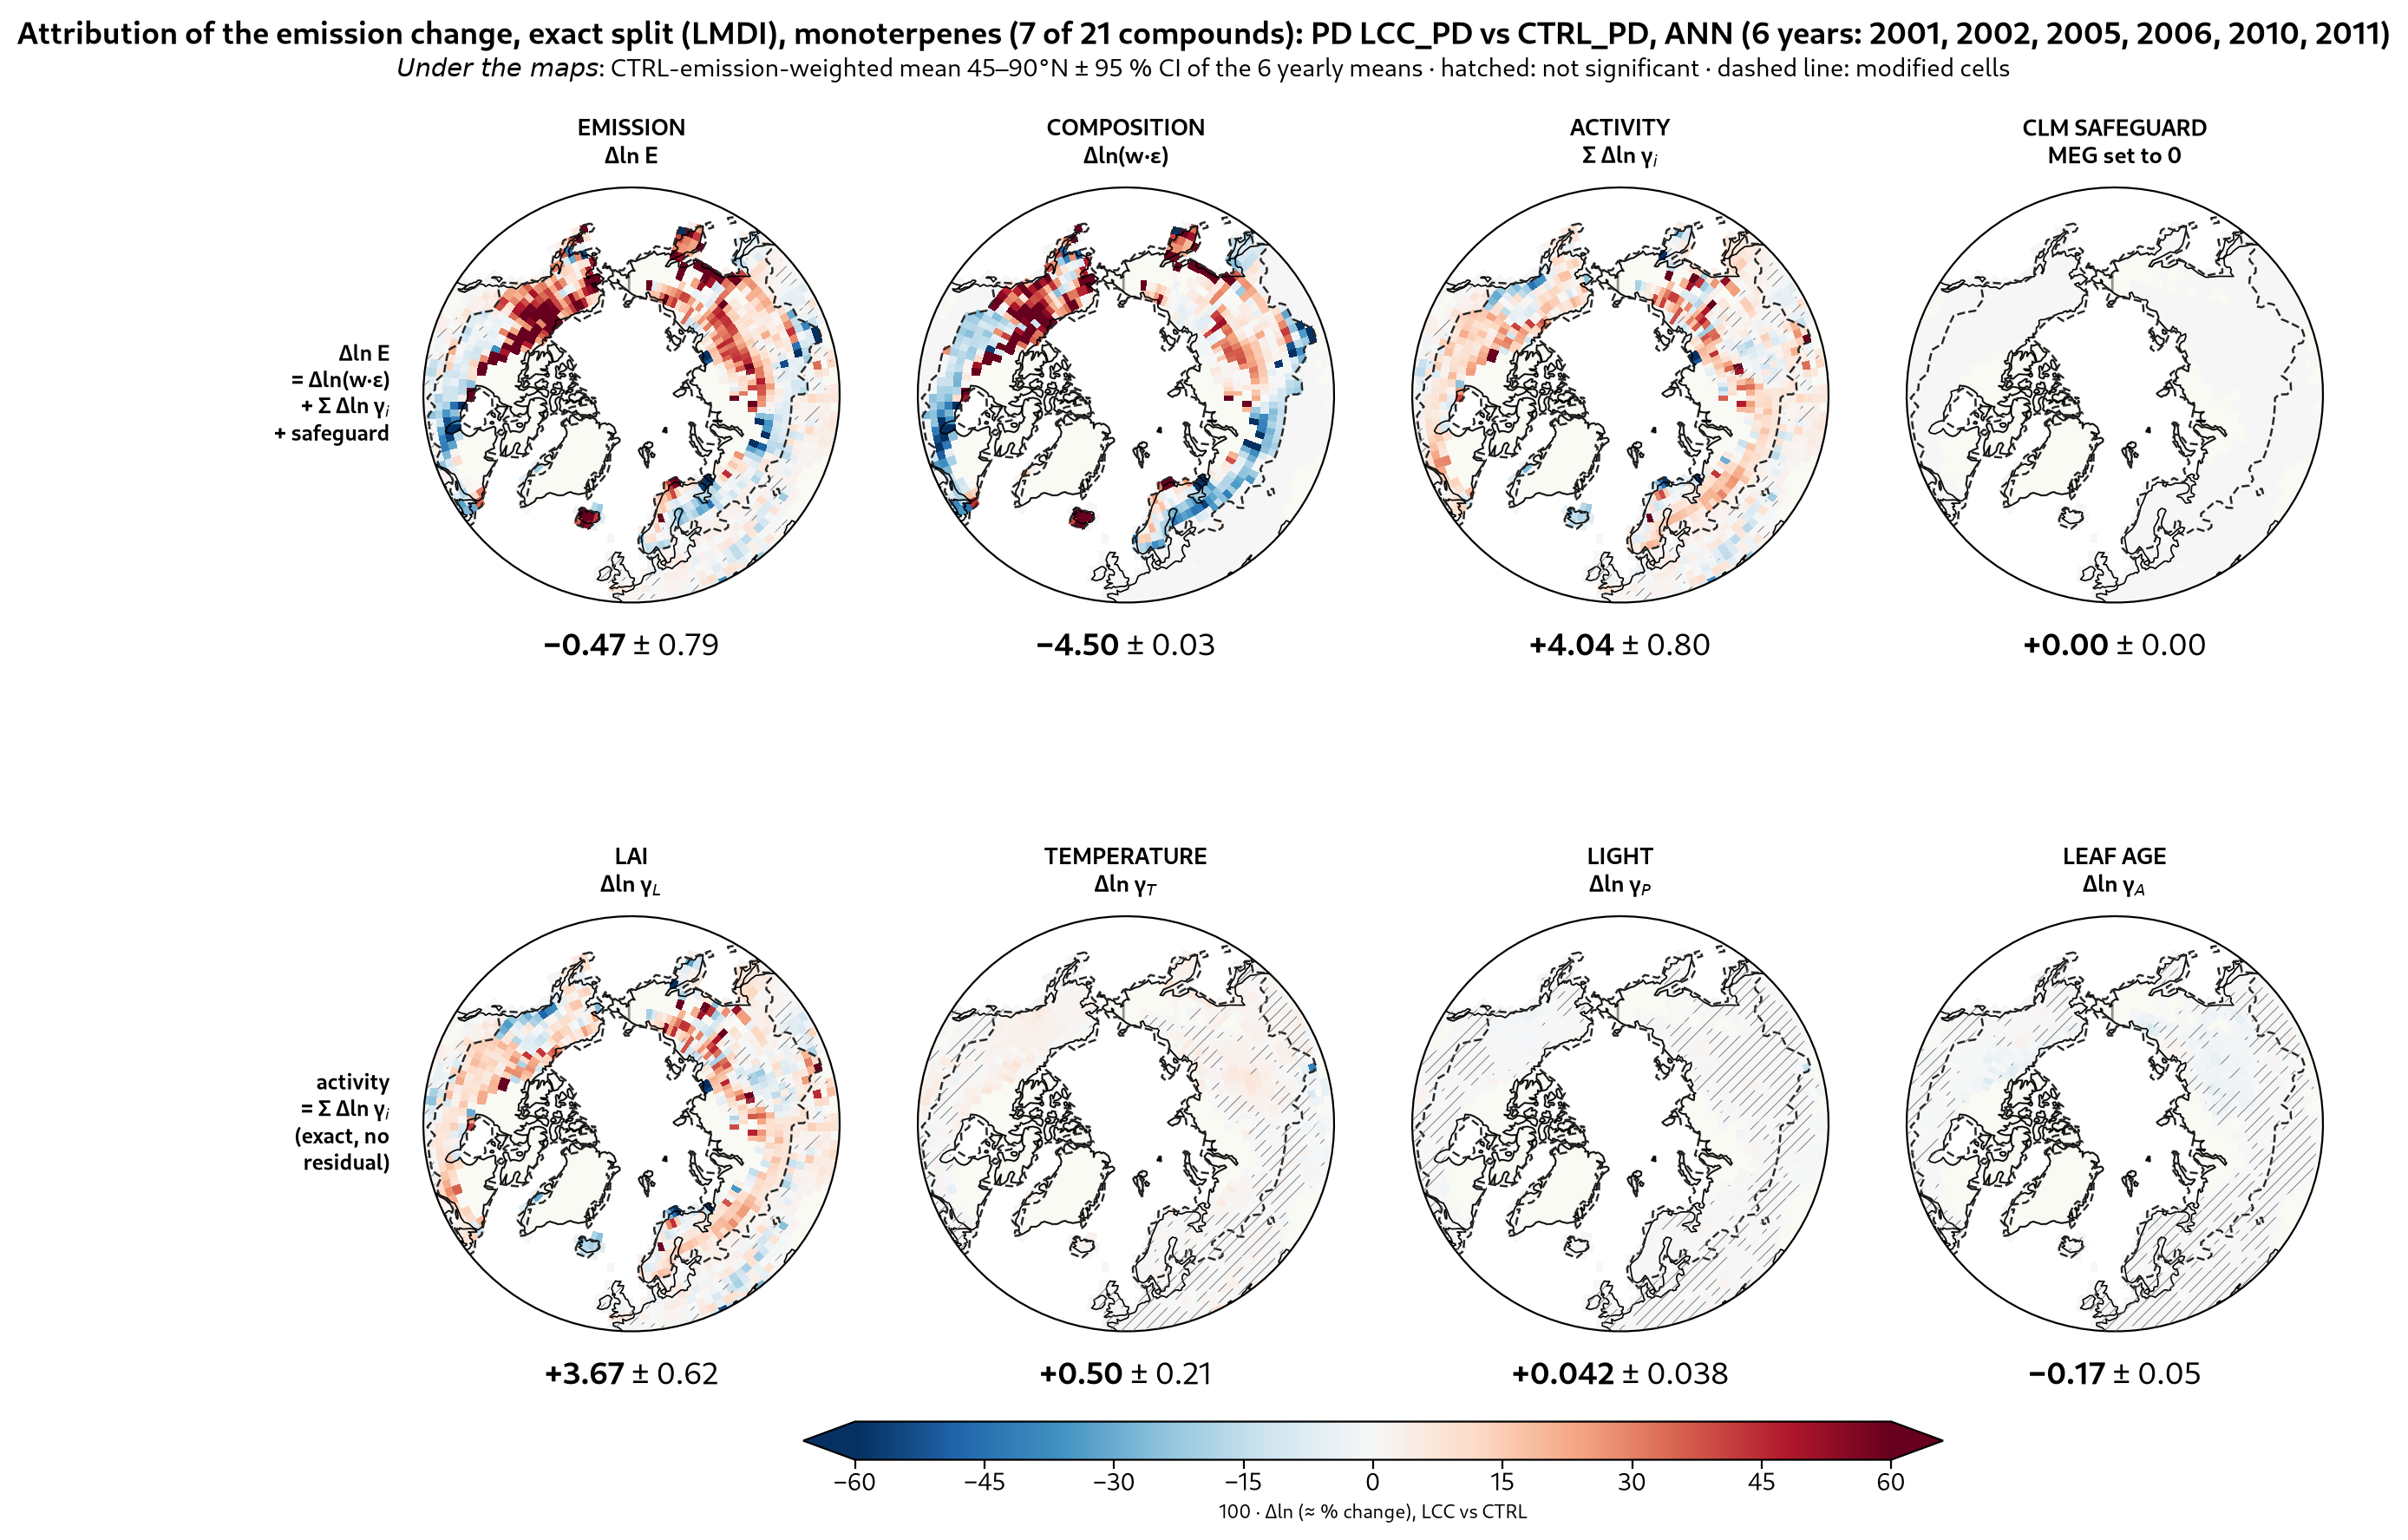 Attribution of the emission change, exact split (LMDI), monoterpenes (7 of 21 compounds): PD LCC_PD vs CTRL_PD, ANN (6 years: 2001, 2002, 2005, 2006, 2010, 2011)
Under the maps: CTRL-emission-weighted mean 45–90°N ± 95 % CI of the 6 yearly means · hatched: not significant · dashed line: modified cells
EMISSION
Δln E
COMPOSITION
Δln(w·ε)
ACTIVITY
Σ Δln γᵢ
CLM SAFEGUARD
MEG set to 0
Δln E
= Δln(w·ε)
+ Σ Δln γᵢ
+ safeguard
−0.47 ± 0.79
−4.50 ± 0.03
+4.04 ± 0.80
+0.00 ± 0.00
LAI
Δln γ_L
TEMPERATURE
Δln γ_T
LIGHT
Δln γ_P
LEAF AGE
Δln γ_A
activity
= Σ Δln γᵢ
(exact, no
residual)
+3.67 ± 0.62
+0.50 ± 0.21
+0.042 ± 0.038
−0.17 ± 0.05
−60 −45 −30 −15 0 15 30 45 60
100 · Δln (≈ % change), LCC vs CTRL